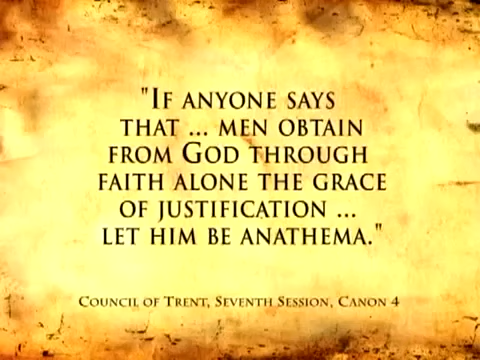 "If anyone says
that ... men obtain
from God through
faith alone the grace
of justification ...
let him be anathema."
Council of Trent, Seventh Session, Canon 4